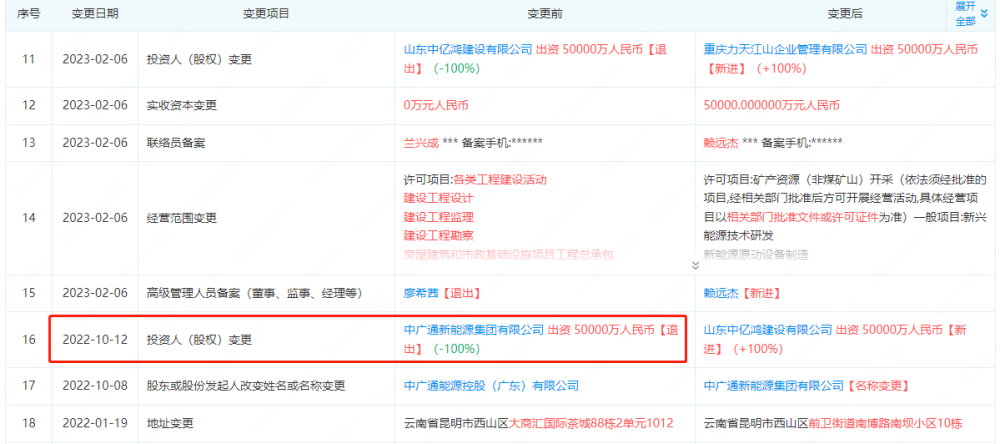 序号 变更日期 变更项目 变更前 变更后 展开
全部
11 2023-02-06 投资人（股权）变更 山东中亿鸿建设有限公司 出资 50000万人民币【退
出】（-100%）
重庆力天江山企业管理有限公司 出资 50000万人民币
【新进】（+100%）
12 2023-02-06 实收资本变更 0万元人民币 50000.000000万元人民币
13 2023-02-06 联络员备案 兰兴成 *** 备案手机:****** 赖远杰 *** 备案手机:******
14 2023-02-06 经营范围变更
许可项目:各类工程建设活动
建设工程设计
建设工程监理
建设工程勘察
房屋建筑和市政基础设施项目工程总承包
许可项目:矿产资源（非煤矿山）开采（依法须经批准的
项目,经相关部门批准后方可开展经营活动,具体经营项
目以相关部门批准文件或许可证件为准）一般项目:新兴
能源技术研发
新能源原动设备制造
15 2023-02-06 高级管理人员备案（董事、监事、经理等） 廖希茜【退出】 赖远杰【新进】
16 2022-10-12 投资人（股权）变更 中广通新能源集团有限公司 出资 50000万人民币【退
出】（-100%）
山东中亿鸿建设有限公司 出资 50000万人民币【新
进】（+100%）
17 2022-10-08 股东或股份发起人改变姓名或名称变更 中广通能源控股（广东）有限公司 中广通新能源集团有限公司【名称变更】
18 2022-01-19 地址变更 云南省昆明市西山区大商汇国际茶城88栋2单元1012 云南省昆明市西山区前卫街道南博路南坝小区10栋